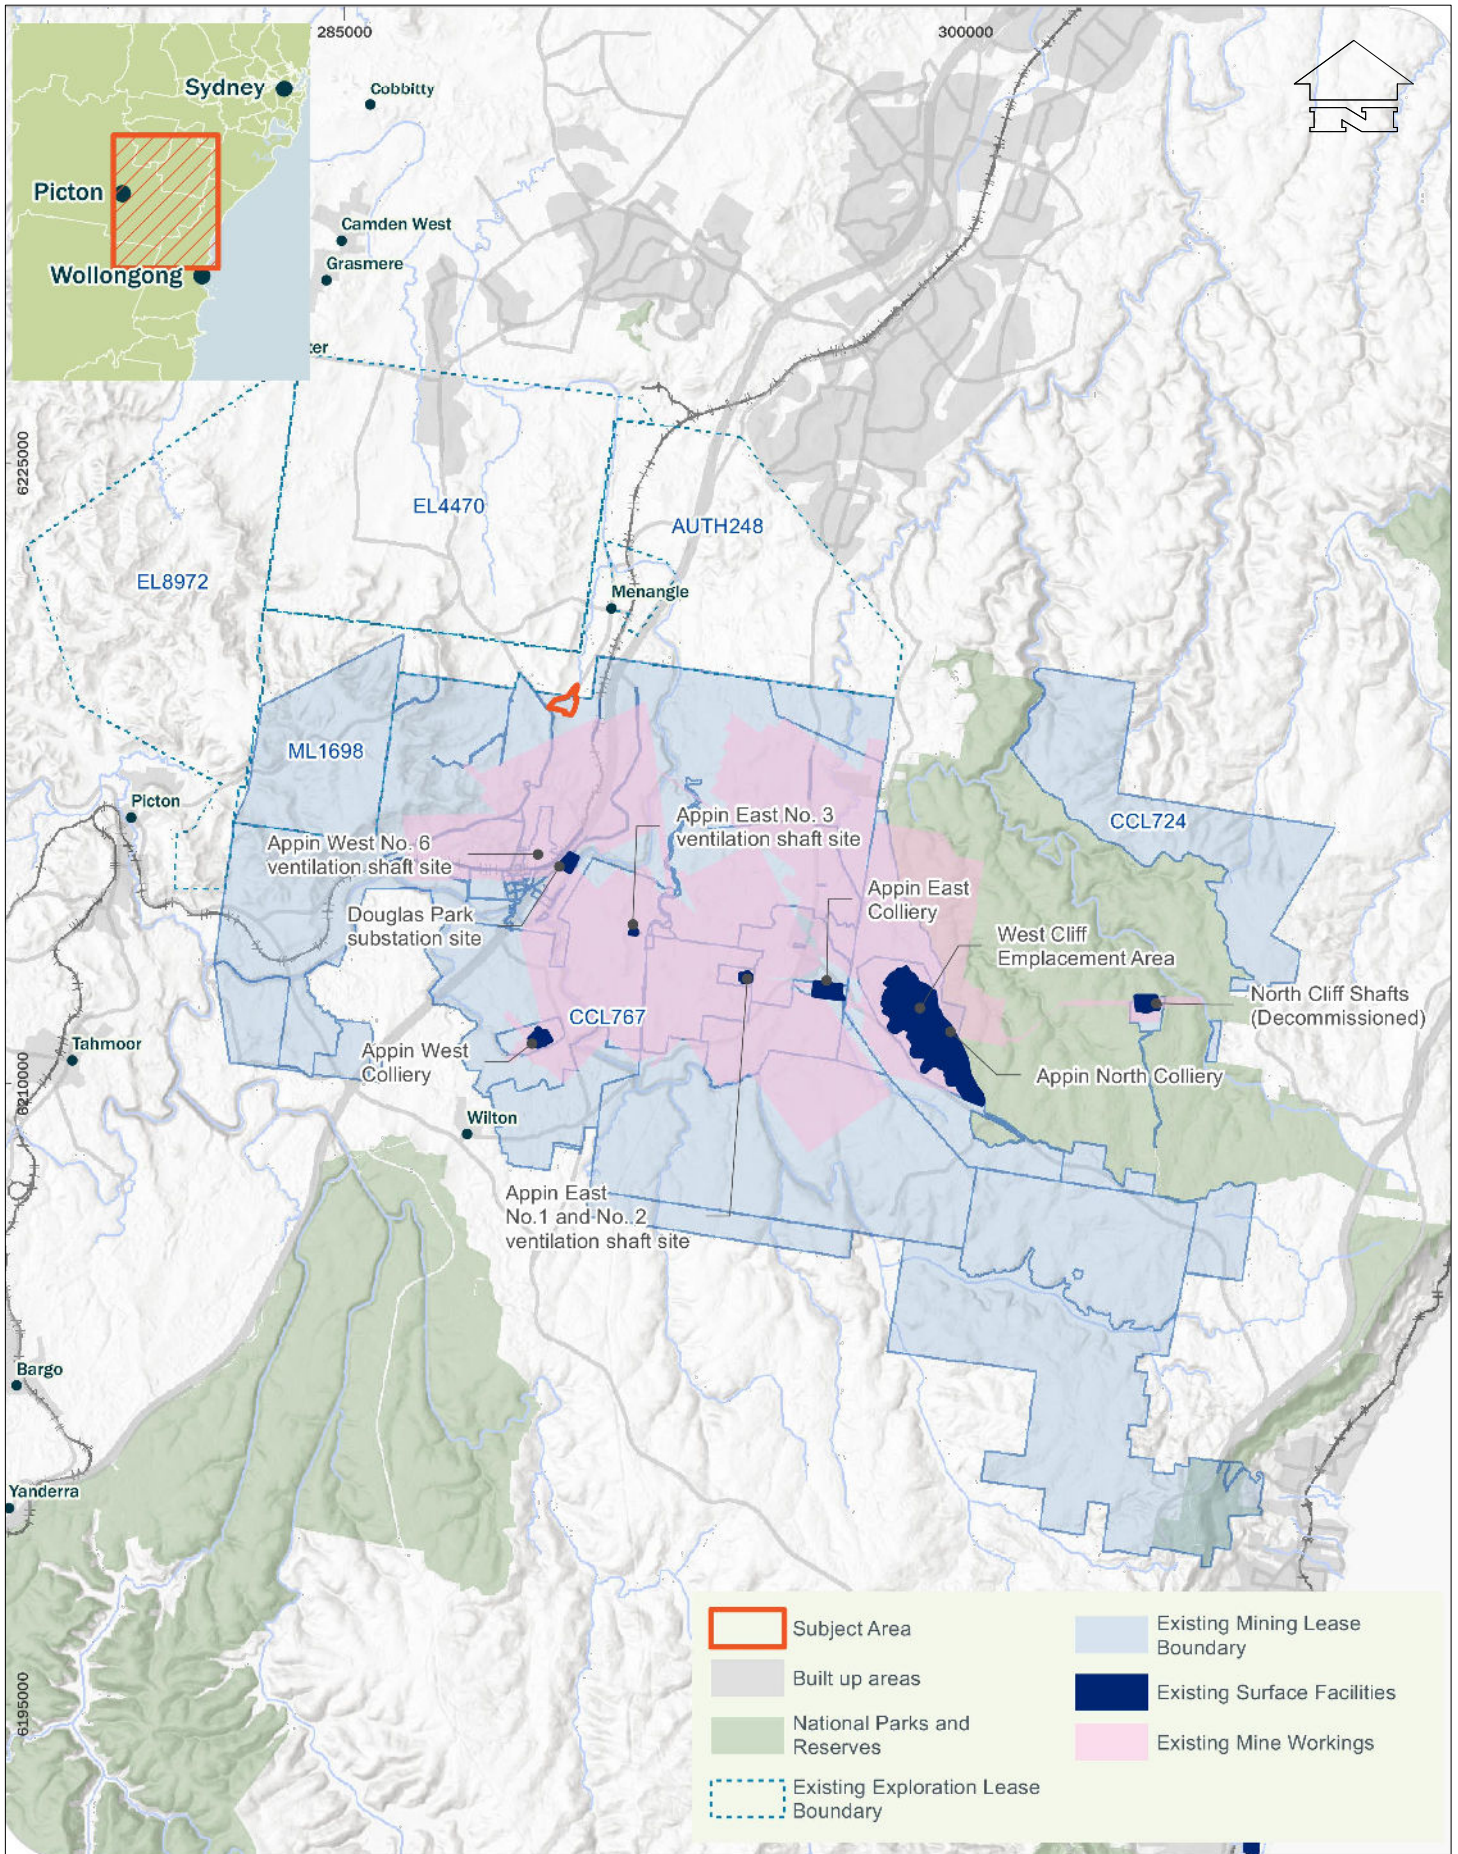 285000
300000
Sydney
Cobbitty
Picton
Camden West
Grasmere
Wollongong
ter
6225000
EL4470
AUTH248
EL8972
Menangle
ML1698
Picton
Appin East No. 3
ventilation shaft site
CCL724
Appin West No. 6
ventilation shaft site
Appin East
Colliery
Douglas Park
substation site
West Cliff
Emplacement Area
North Cliff Shafts
(Decommissioned)
CCL767
Tahmoor
Appin West
Colliery
Appin North Colliery
6210000
Wilton
Appin East
No.1 and No. 2
ventilation shaft site
Bargo
Yanderra
6195000
Subject Area
Built up areas
National Parks and
Reserves
Existing Exploration Lease
Boundary
Existing Mining Lease
Boundary
Existing Surface Facilities
Existing Mine Workings
N